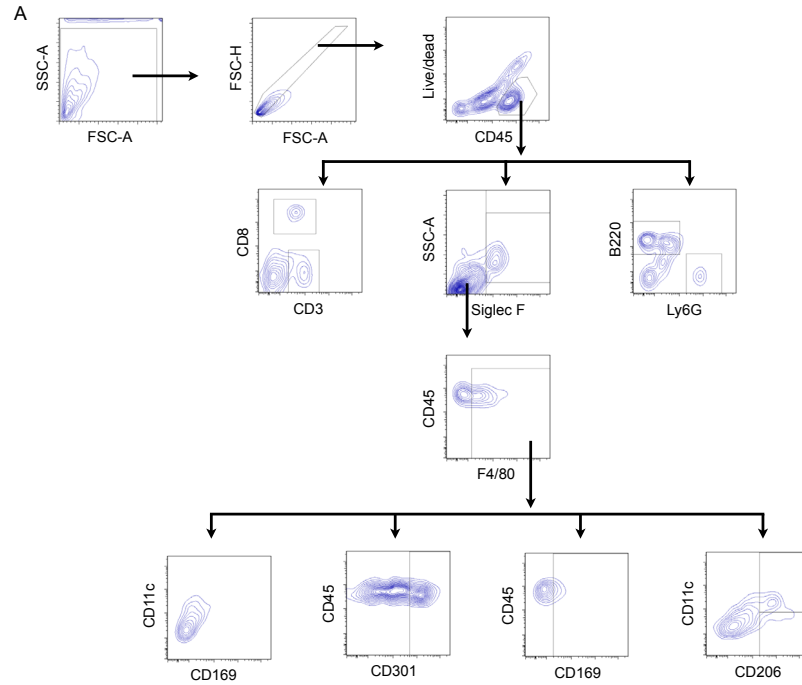 A
SSC-A
FSC-A
FSC-H
FSC-A
Live/dead
CD45
CD8
CD3
SSC-A
Siglec F
B220
Ly6G
CD45
F4/80
CD11c
CD169
CD45
CD301
CD45
CD169
CD11c
CD206